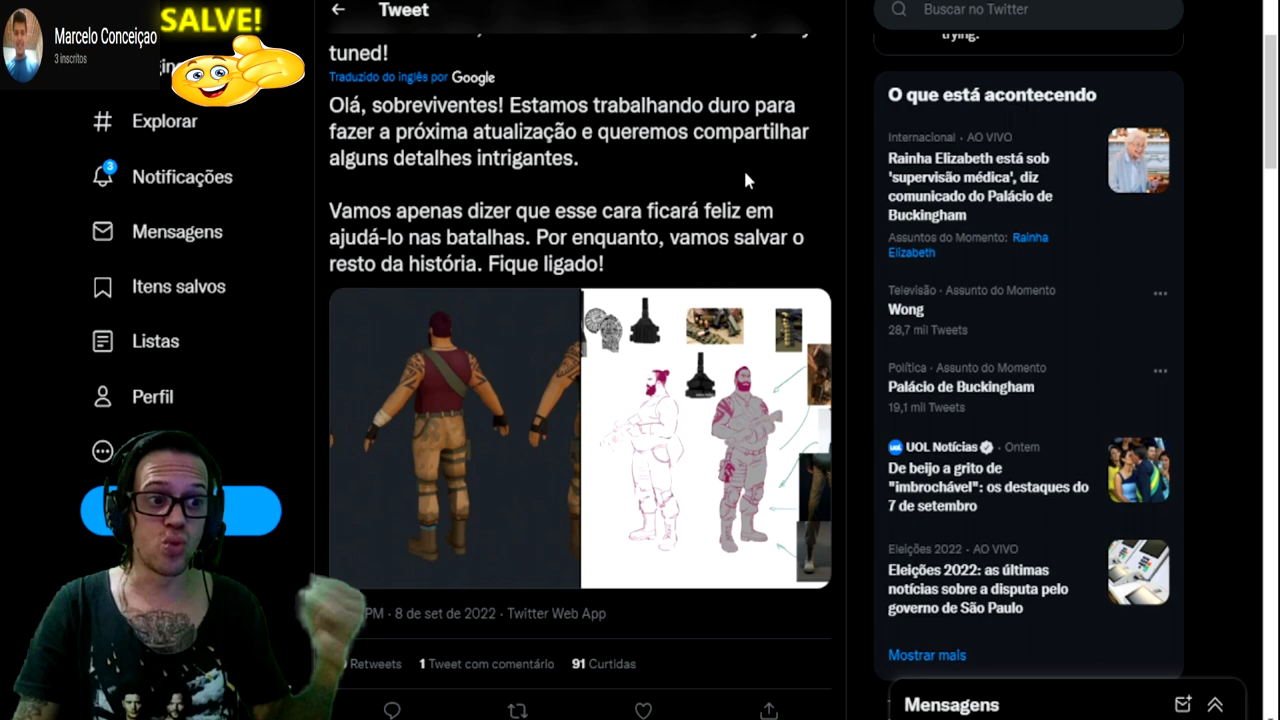 Marcelo Conceiçao
3 inscritos
SALVE!
Explorar
3
Notificações
Mensagens
Itens salvos
Listas
Perfil
Tweet
tuned!
Traduzido do inglês por Google
Olá, sobreviventes! Estamos trabalhando duro para
fazer a próxima atualização e queremos compartilhar
alguns detalhes intrigantes.
Vamos apenas dizer que esse cara ficará feliz em
ajudá-lo nas batalhas. Por enquanto, vamos salvar o
resto da história. Fique ligado!
PM · 8 de set de 2022 · Twitter Web App
Retweets 1 Tweet com comentário 91 Curtidas
Buscar no Twitter
trying.
O que está acontecendo
Internacional · AO VIVO
Rainha Elizabeth está sob
'supervisão médica', diz
comunicado do Palácio de
Buckingham
Assuntos do Momento: Rainha
Elizabeth
Televisão · Assunto do Momento
Wong
28,7 mil Tweets
Política · Assunto do Momento
Palácio de Buckingham
19,1 mil Tweets
UOL Notícias · Ontem
De beijo a grito de
"imbrochável": os destaques do
7 de setembro
Eleições 2022 · AO VIVO
Eleições 2022: as últimas
notícias sobre a disputa pelo
governo de São Paulo
Mostrar mais
Mensagens